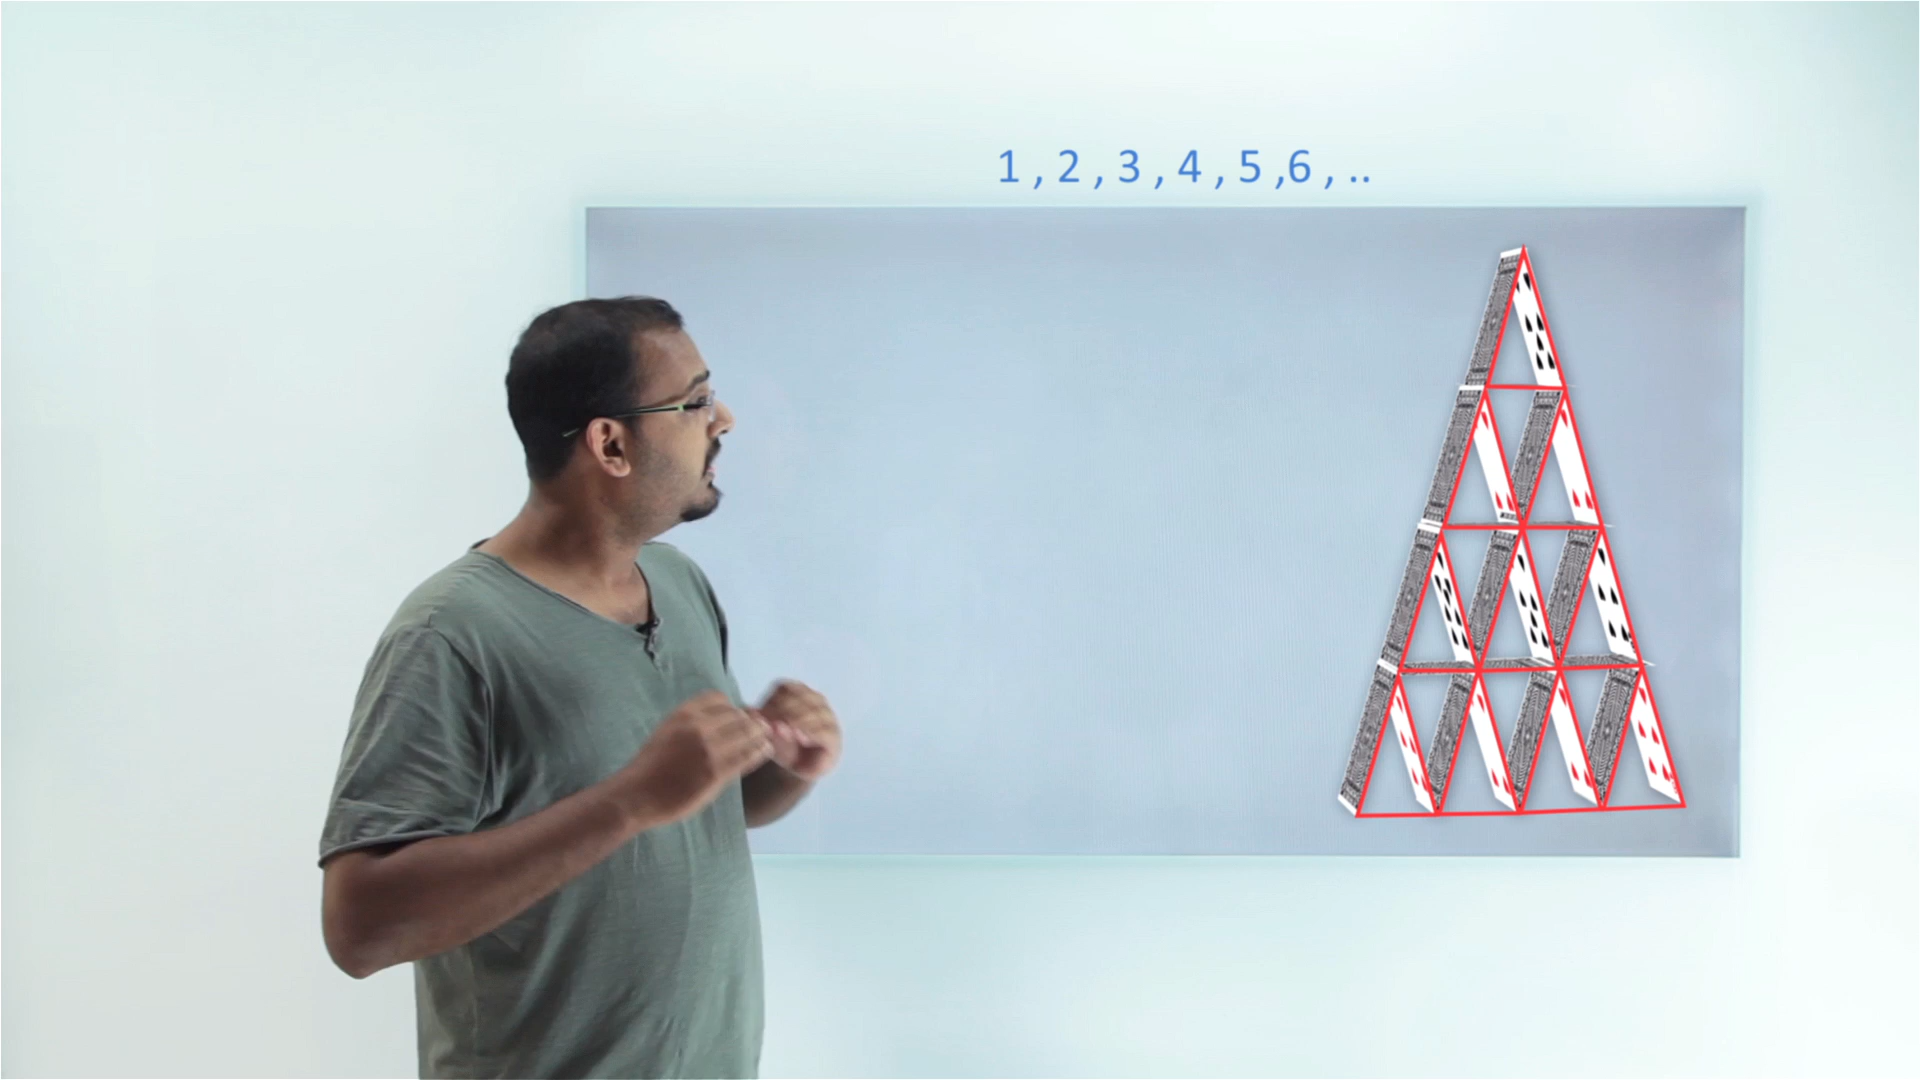 1 , 2 , 3 , 4 , 5 ,6 , ..